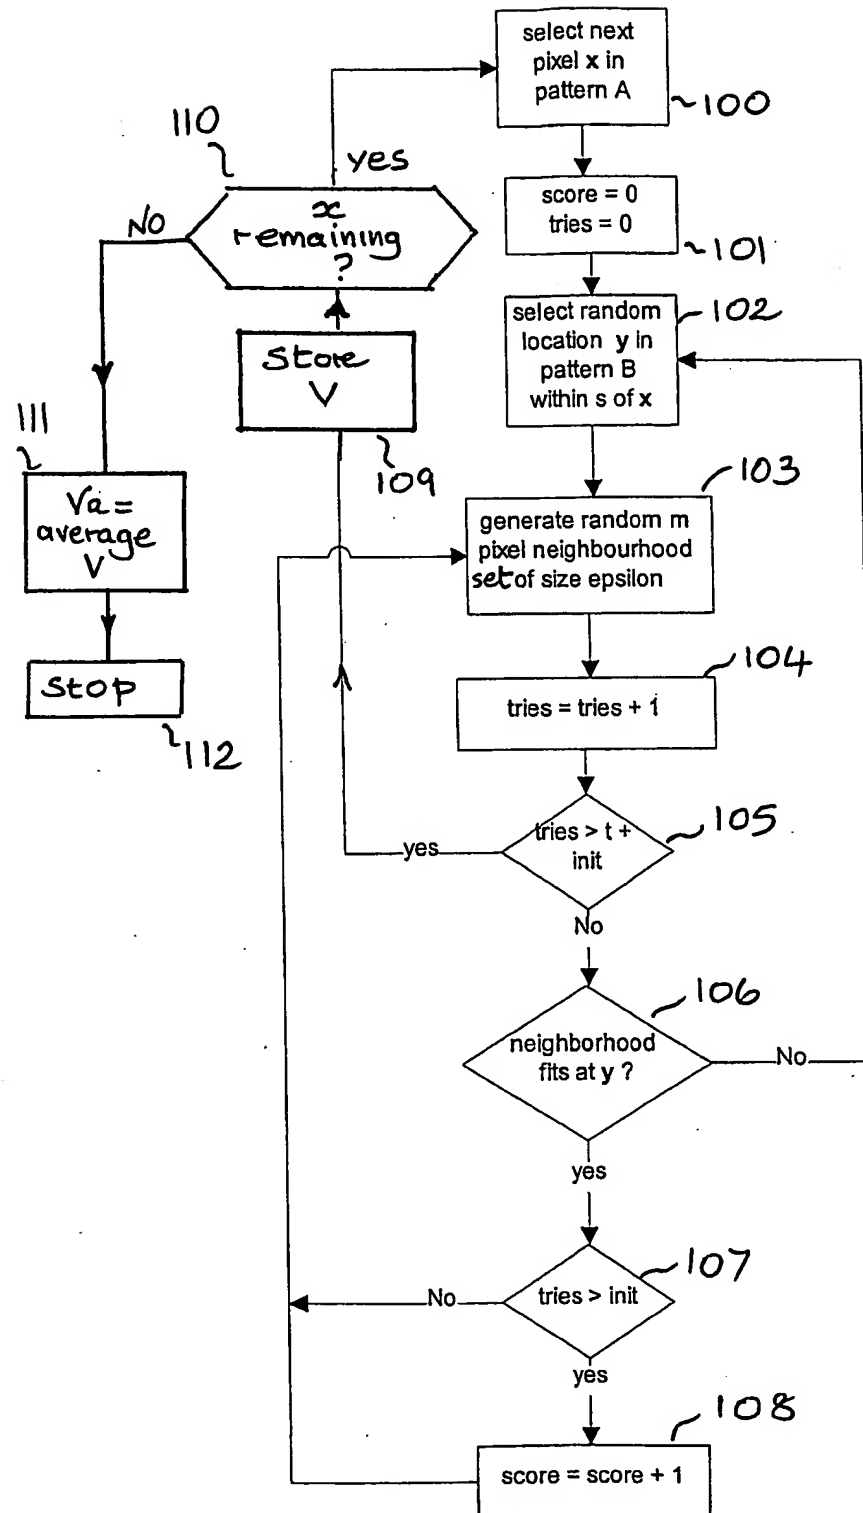 select next
pixel x in
pattern A
100
110
yes
score = 0
tries = 0
101
NO
x
remaining
?
select random
location y in
pattern B
within s of x
102
Store
V
109
111
Va =
average
V
103
generate random m
pixel neighbourhood
set of size epsilon
Stop
112
104
tries = tries + 1
105
tries > t +
init
yes
No
106
neighborhood
fits at y ?
No
yes
107
tries > init
No
yes
108
score = score + 1